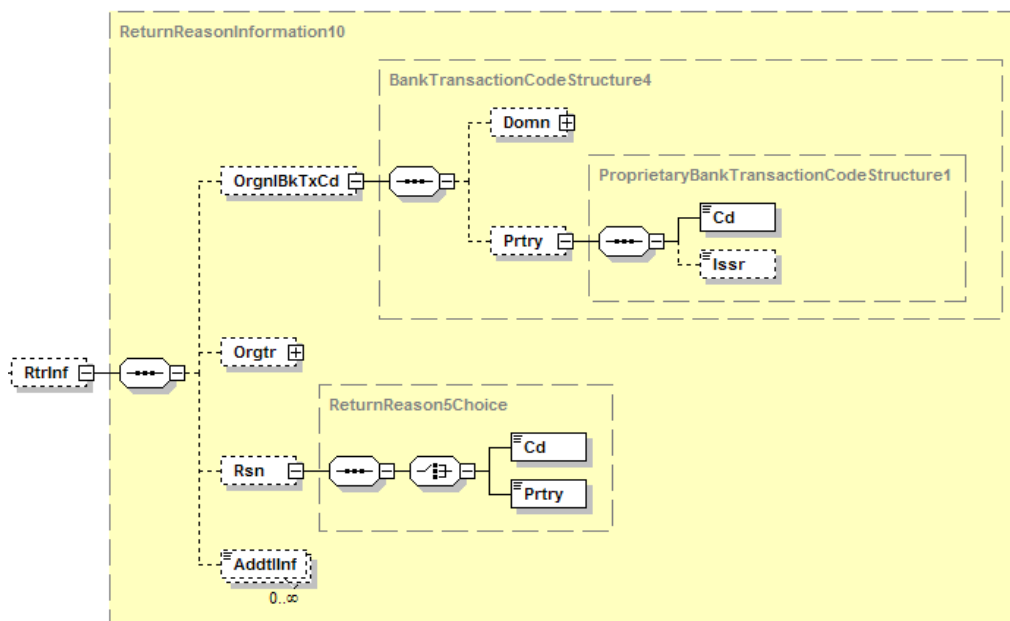 ReturnReasonInformation10
BankTransactionCodeStructure4
Domn
ProprietaryBankTransactionCodeStructure1
OrgnlBkTxCd
Cd
Prtry
Issr
Orgtr
RtrInf
ReturnReason5Choice
Cd
Rsn
Prtry
AddtlInf
0..∞